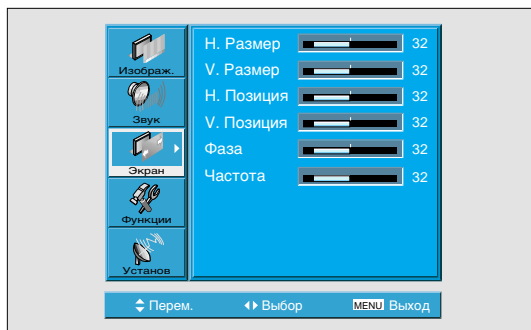 Изображ.
Звук
Экран
Функции
Установ
Н. Размер 32
V. Размер 32
Н. Позиция 32
V. Позиция 32
Фаза 32
Частота 32
Перем. Выбор MENU Выход